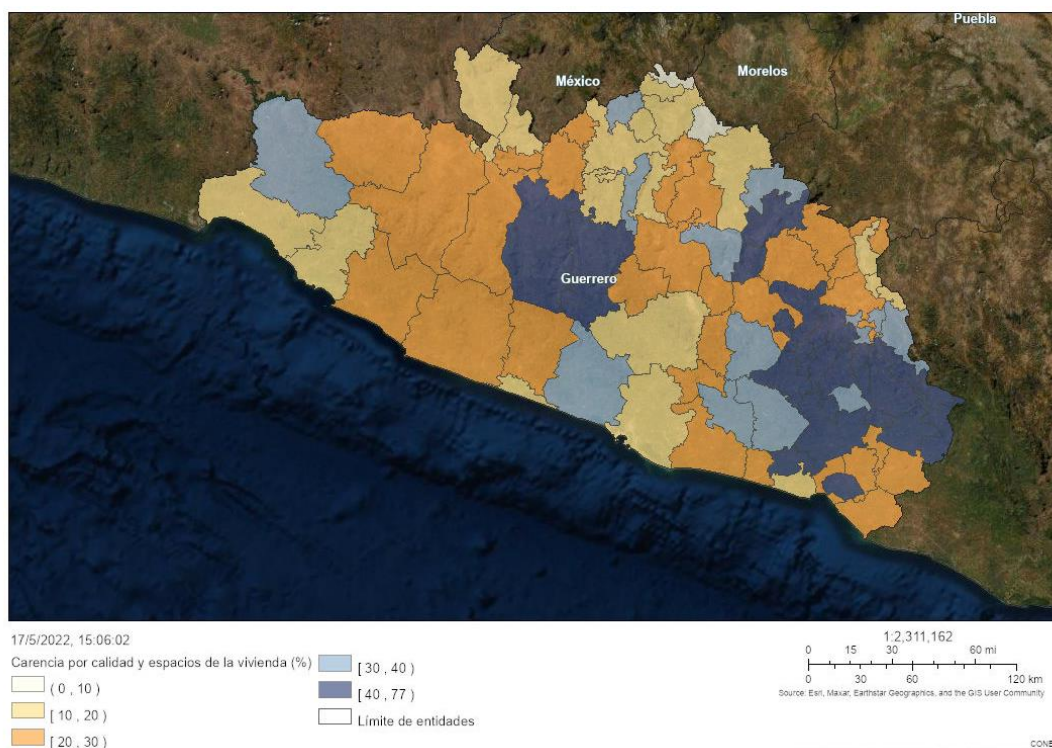 Puebla
México
Morelos
Guerrero
17/5/2022, 15:06:02
Carencia por calidad y espacios de la vivienda (%)
( 0 , 10 )
[ 10 , 20 )
[ 20 , 30 )
[ 30 , 40 )
[ 40 , 77 )
Límite de entidades
1:2,311,162
0 15 30 60 mi
0 30 60 120 km
Source: Esri, Maxar, Earthstar Geographics, and the GIS User Community